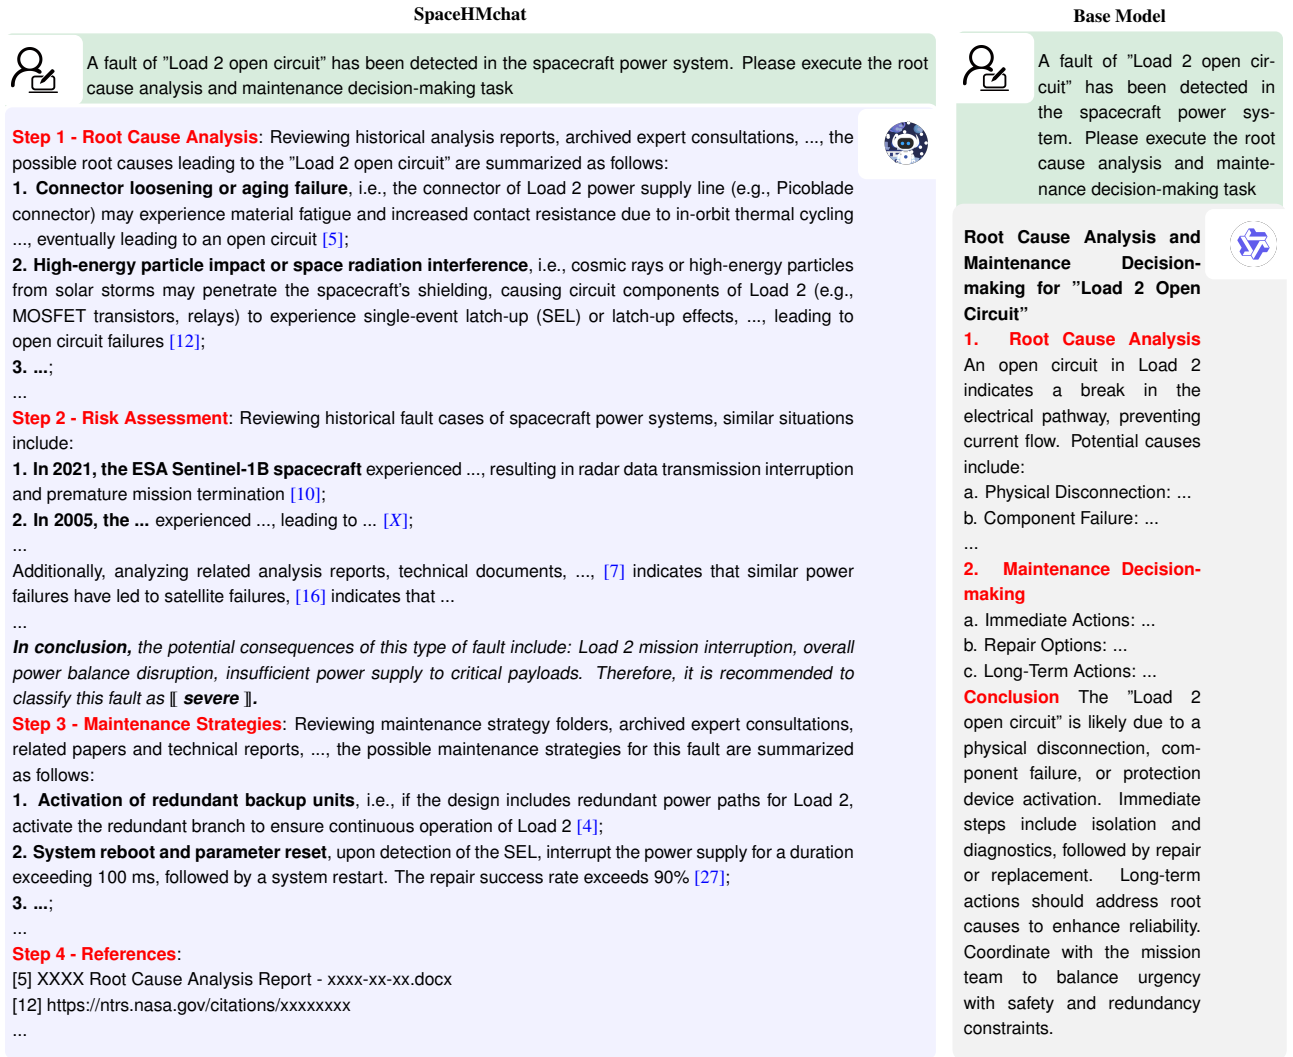 SpaceHMchat
A fault of ”Load 2 open circuit” has been detected in the spacecraft power system. Please execute the root
cause analysis and maintenance decision-making task
Step 1 - Root Cause Analysis: Reviewing historical analysis reports, archived expert consultations, ..., the
possible root causes leading to the ”Load 2 open circuit” are summarized as follows:
1. Connector loosening or aging failure, i.e., the connector of Load 2 power supply line (e.g., Picoblade
connector) may experience material fatigue and increased contact resistance due to in-orbit thermal cycling
..., eventually leading to an open circuit [5];
2. High-energy particle impact or space radiation interference, i.e., cosmic rays or high-energy particles
from solar storms may penetrate the spacecraft's shielding, causing circuit components of Load 2 (e.g.,
MOSFET transistors, relays) to experience single-event latch-up (SEL) or latch-up effects, ..., leading to
open circuit failures [12];
3. ...;
...
Step 2 - Risk Assessment: Reviewing historical fault cases of spacecraft power systems, similar situations
include:
1. In 2021, the ESA Sentinel-1B spacecraft experienced ..., resulting in radar data transmission interruption
and premature mission termination [10];
2. In 2005, the ... experienced ..., leading to ... [X];
...
Additionally, analyzing related analysis reports, technical documents, ..., [7] indicates that similar power
failures have led to satellite failures, [16] indicates that ...
...
In conclusion, the potential consequences of this type of fault include: Load 2 mission interruption, overall
power balance disruption, insufficient power supply to critical payloads. Therefore, it is recommended to
classify this fault as ⟦ severe ⟧.
Step 3 - Maintenance Strategies: Reviewing maintenance strategy folders, archived expert consultations,
related papers and technical reports, ..., the possible maintenance strategies for this fault are summarized
as follows:
1. Activation of redundant backup units, i.e., if the design includes redundant power paths for Load 2,
activate the redundant branch to ensure continuous operation of Load 2 [4];
2. System reboot and parameter reset, upon detection of the SEL, interrupt the power supply for a duration
exceeding 100 ms, followed by a system restart. The repair success rate exceeds 90% [27];
3. ...;
...
Step 4 - References:
[5] XXXX Root Cause Analysis Report - xxxx-xx-xx.docx
[12] https://ntrs.nasa.gov/citations/xxxxxxxx
...
Base Model
A fault of ”Load 2 open cir-
cuit” has been detected in
the spacecraft power sys-
tem. Please execute the root
cause analysis and mainte-
nance decision-making task
Root Cause Analysis and
Maintenance Decision-
making for ”Load 2 Open
Circuit”
1. Root Cause Analysis
An open circuit in Load 2
indicates a break in the
electrical pathway, preventing
current flow. Potential causes
include:
a. Physical Disconnection: ...
b. Component Failure: ...
...
2. Maintenance Decision-
making
a. Immediate Actions: ...
b. Repair Options: ...
c. Long-Term Actions: ...
Conclusion The ”Load 2
open circuit” is likely due to a
physical disconnection, com-
ponent failure, or protection
device activation. Immediate
steps include isolation and
diagnostics, followed by repair
or replacement. Long-term
actions should address root
causes to enhance reliability.
Coordinate with the mission
team to balance urgency
with safety and redundancy
constraints.